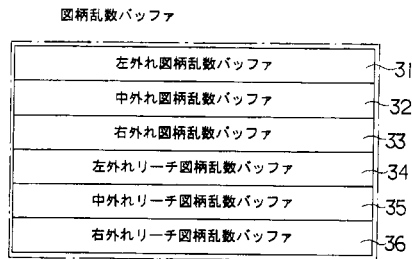 図柄乱数バッファ
左外れ図柄乱数バッファ 31
中外れ図柄乱数バッファ 32
右外れ図柄乱数バッファ 33
左外れリーチ図柄乱数バッファ 34
中外れリーチ図柄乱数バッファ 35
右外れリーチ図柄乱数バッファ 36